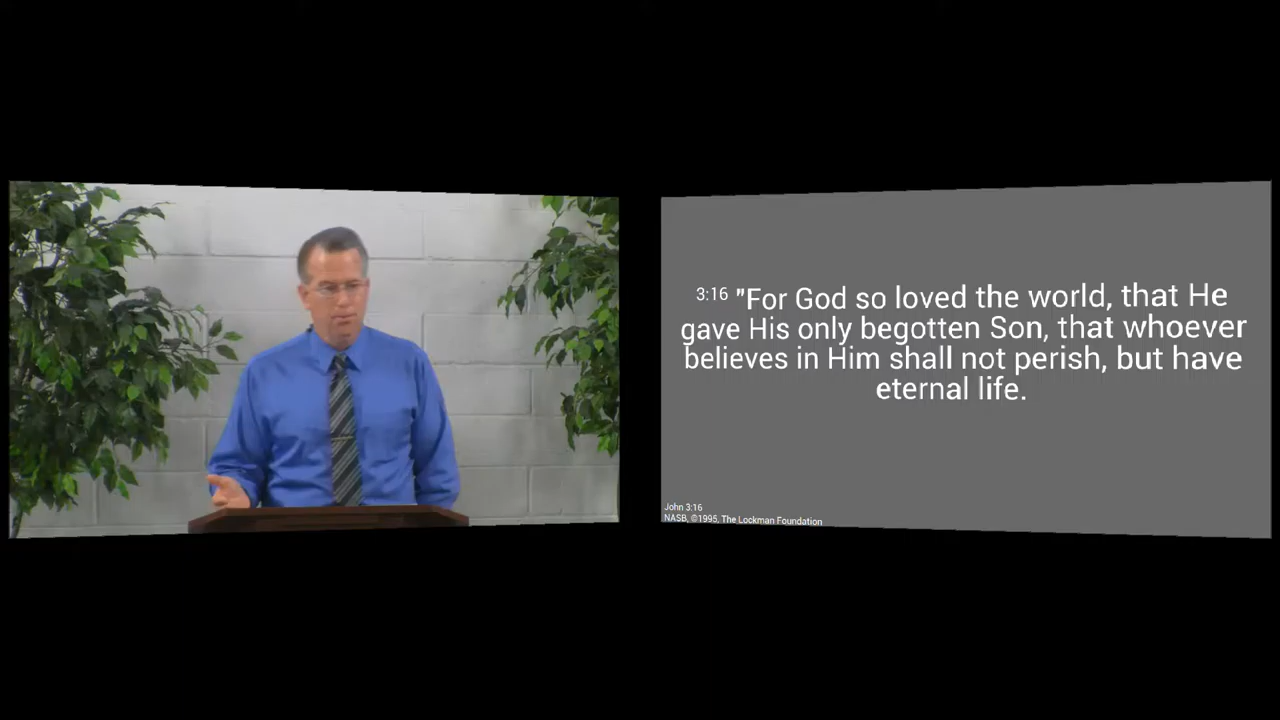 3:16 "For God so loved the world, that He
gave His only begotten Son, that whoever
believes in Him shall not perish, but have
eternal life.
John 3:16
NASB, ©1995, The Lockman Foundation